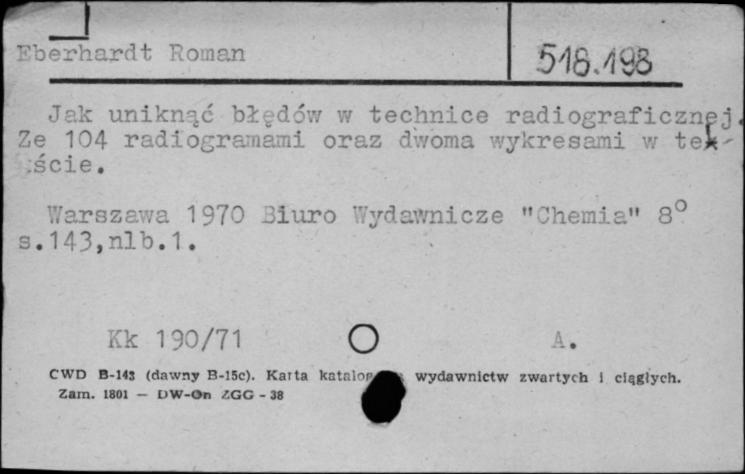 Eberhardt Roman
518.198
Jak uniknąć błędów w technice radiograficznej.
Ze 104 radiogramami oraz dwoma wykresami w tek-
ście.
Warszawa 1970 Biuro Wydawnicze "Chemia" 8°
s.143,nlb.1.
Kk 190/71 A.
CWD B-143 (dawny B-15c). Karta wydawnictw zwartych i ciągłych.
Zam. 1801 — DW-On ZGG - 38